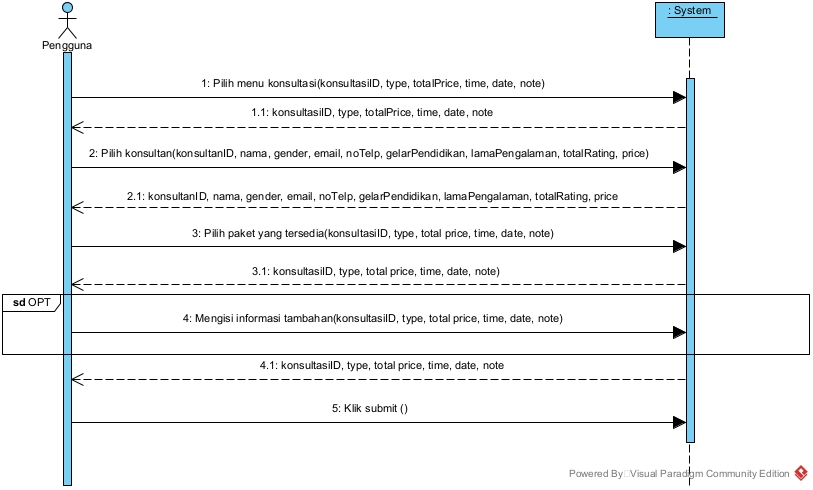 : System
Pengguna
1: Pilih menu konsultasi(konsultasiID, type, totalPrice, time, date, note)
1.1: konsultasiID, type, totalPrice, time, date, note
2: Pilih konsultan(konsultanID, nama, gender, email, noTelp, gelarPendidikan, lamaPengalaman, totalRating, price)
2.1: konsultanID, nama, gender, email, noTelp, gelarPendidikan, lamaPengalaman, totalRating, price
3: Pilih paket yang tersedia(konsultasiID, type, total price, time, date, note)
3.1: konsultasiID, type, total price, time, date, note)
sd OPT
4: Mengisi informasi tambahan(konsultasiID, type, total price, time, date, note)
4.1: konsultasiID, type, total price, time, date, note
5: Klik submit ()
Powered By Visual Paradigm Community Edition